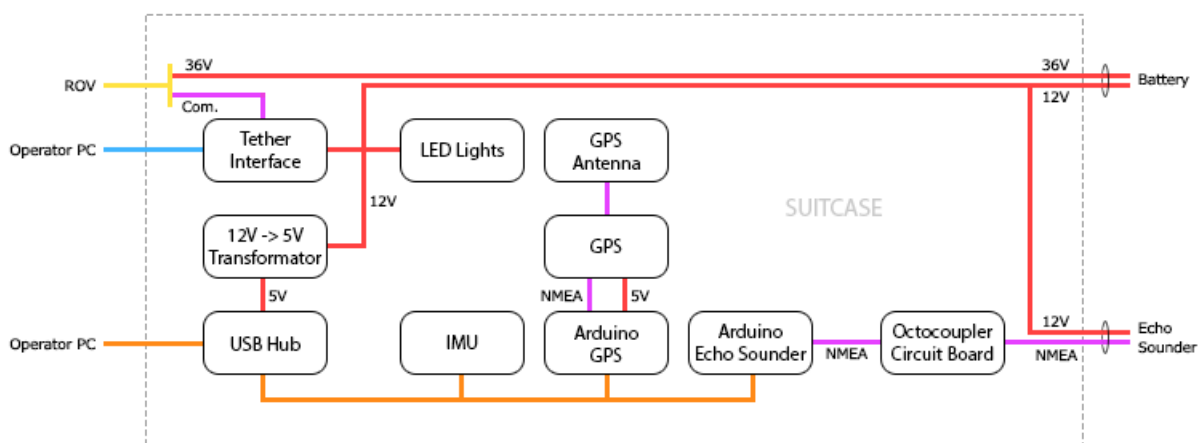 36V
36V
ROV
Battery
12V
Com.
Operator PC
Tether
Interface
LED Lights
GPS
Antenna
12V
SUITCASE
12V -> 5V
Transformator
GPS
5V
NMEA
5V
12V
Echo
Sounder
Operator PC
USB Hub
IMU
Arduino
GPS
Arduino
Echo Sounder
NMEA
Octocoupler
Circuit Board
NMEA